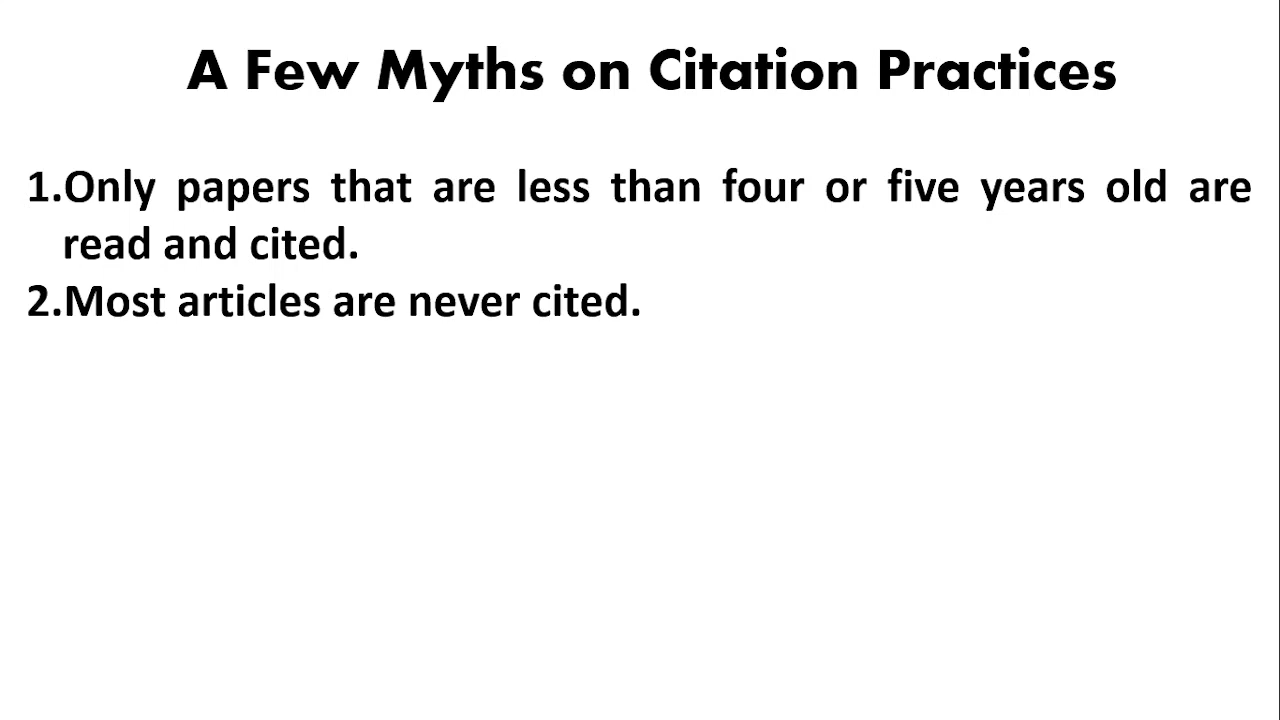 A Few Myths on Citation Practices
1.Only papers that are less than four or five years old are
read and cited.
2.Most articles are never cited.